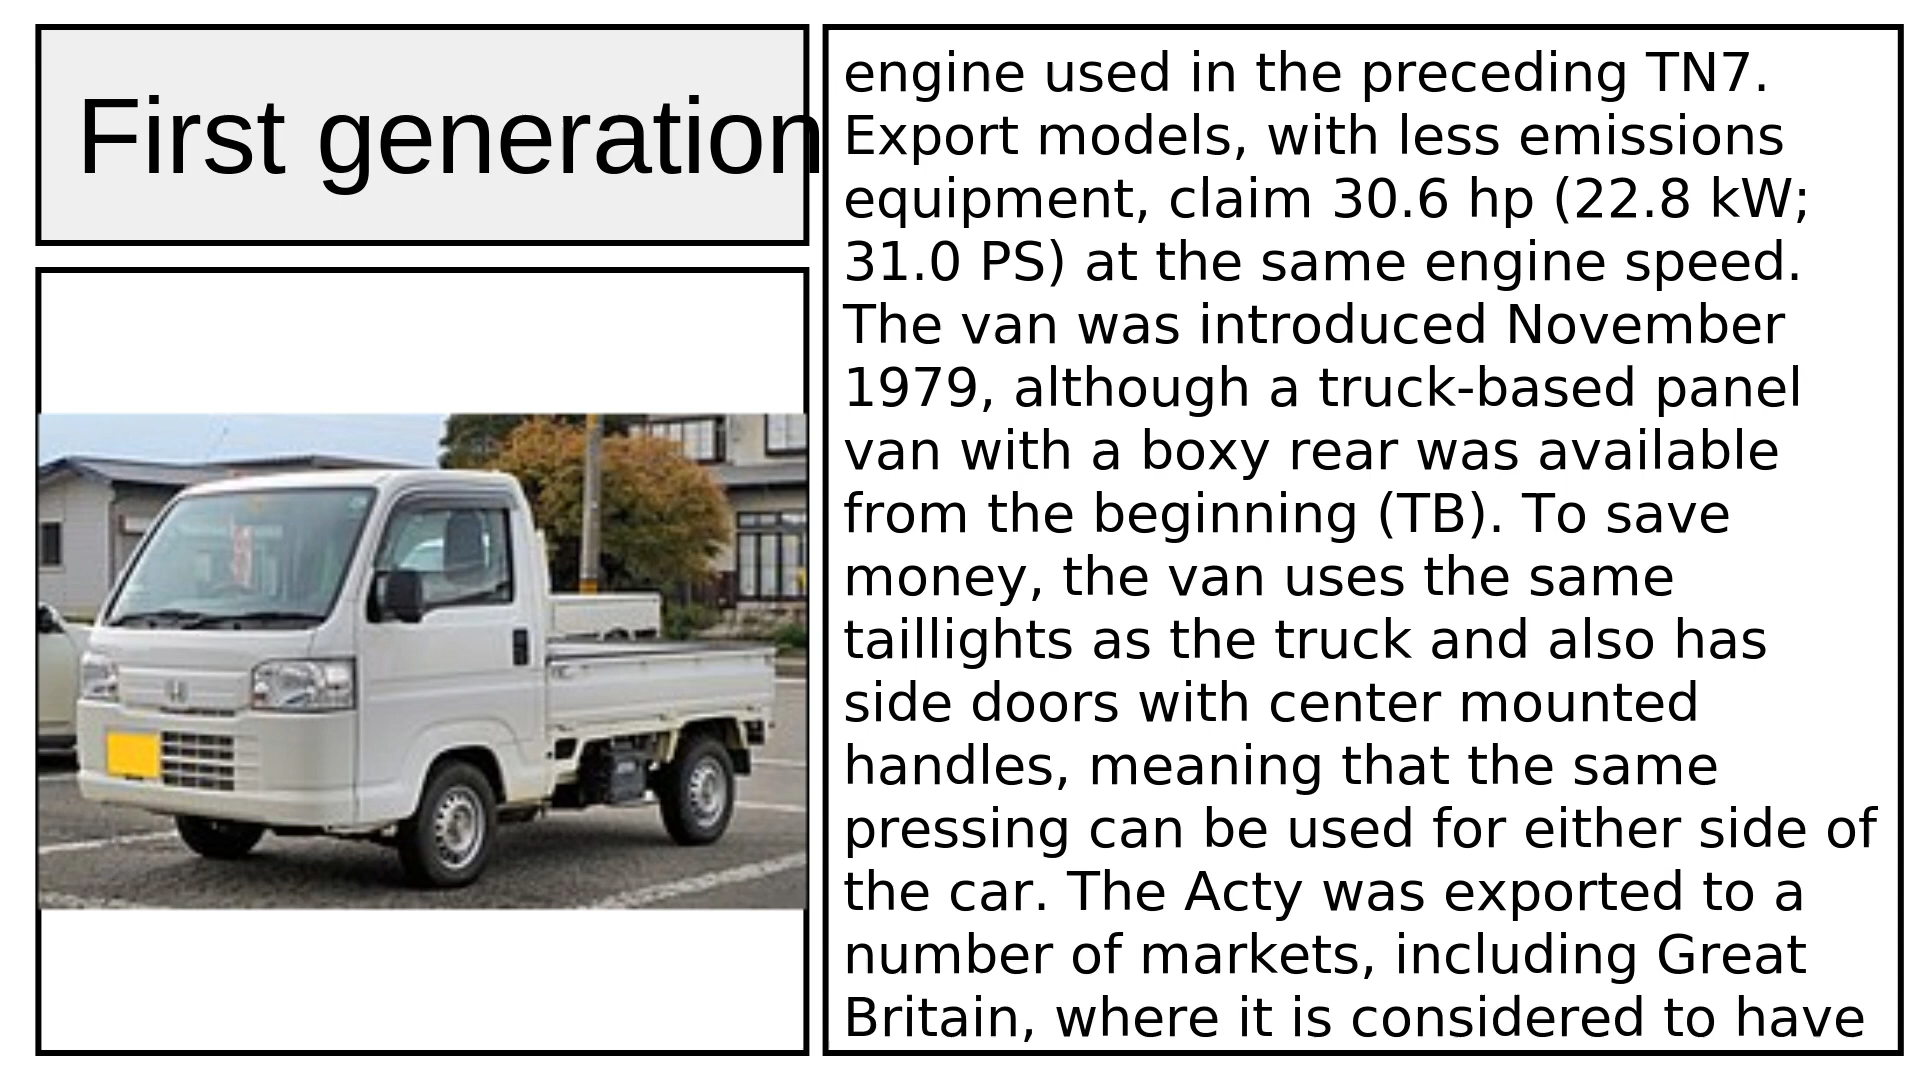 First generation
engine used in the preceding TN7.
Export models, with less emissions
equipment, claim 30.6 hp (22.8 kW;
31.0 PS) at the same engine speed.
The van was introduced November
1979, although a truck-based panel
van with a boxy rear was available
from the beginning (TB). To save
money, the van uses the same
taillights as the truck and also has
side doors with center mounted
handles, meaning that the same
pressing can be used for either side of
the car. The Acty was exported to a
number of markets, including Great
Britain, where it is considered to have